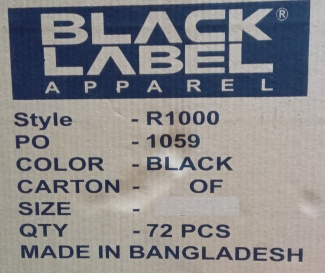 BLACK®
LABEL
APPAREL
Style - R1000
PO - 1059
COLOR - BLACK
CARTON - OF
SIZE -
QTY - 72 PCS
MADE IN BANGLADESH